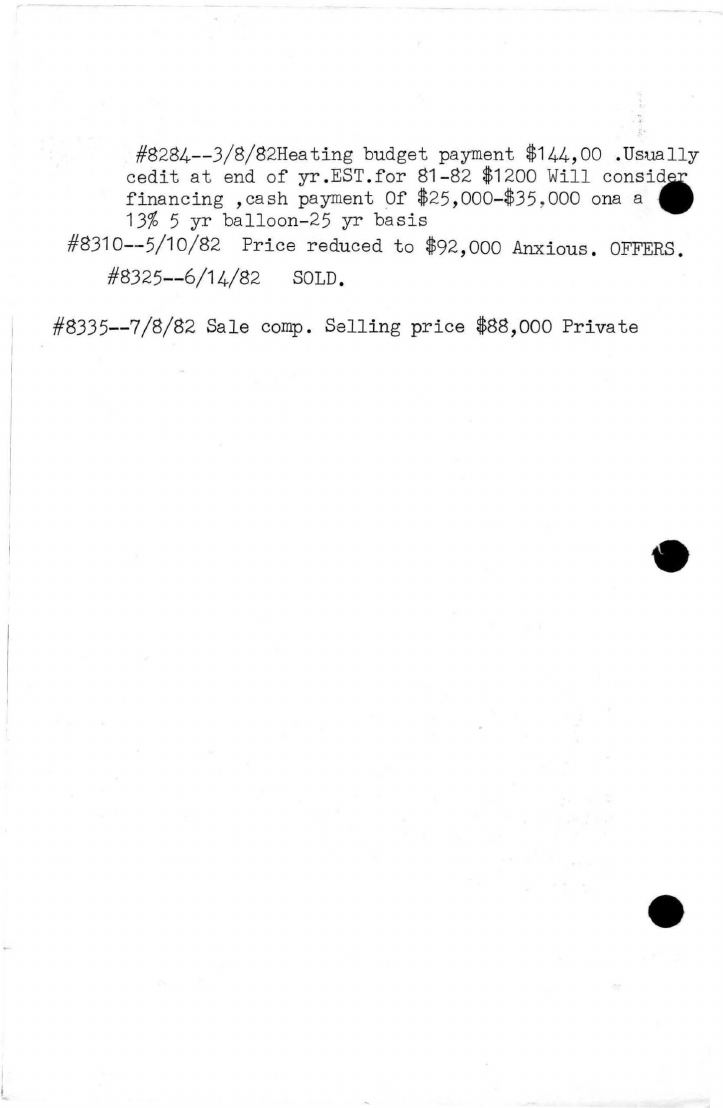 #8284--3/8/82Heating budget payment $144,00 .Usually
cedit at end of yr.EST.for 81-82 $1200 Will consider
financing ,cash payment Of $25,000-$35,000 ona a
13% 5 yr balloon-25 yr basis
#8310--5/10/82 Price reduced to $92,000 Anxious. OFFERS.
#8325--6/14/82 SOLD.
#8335--7/8/82 Sale comp. Selling price $88,000 Private